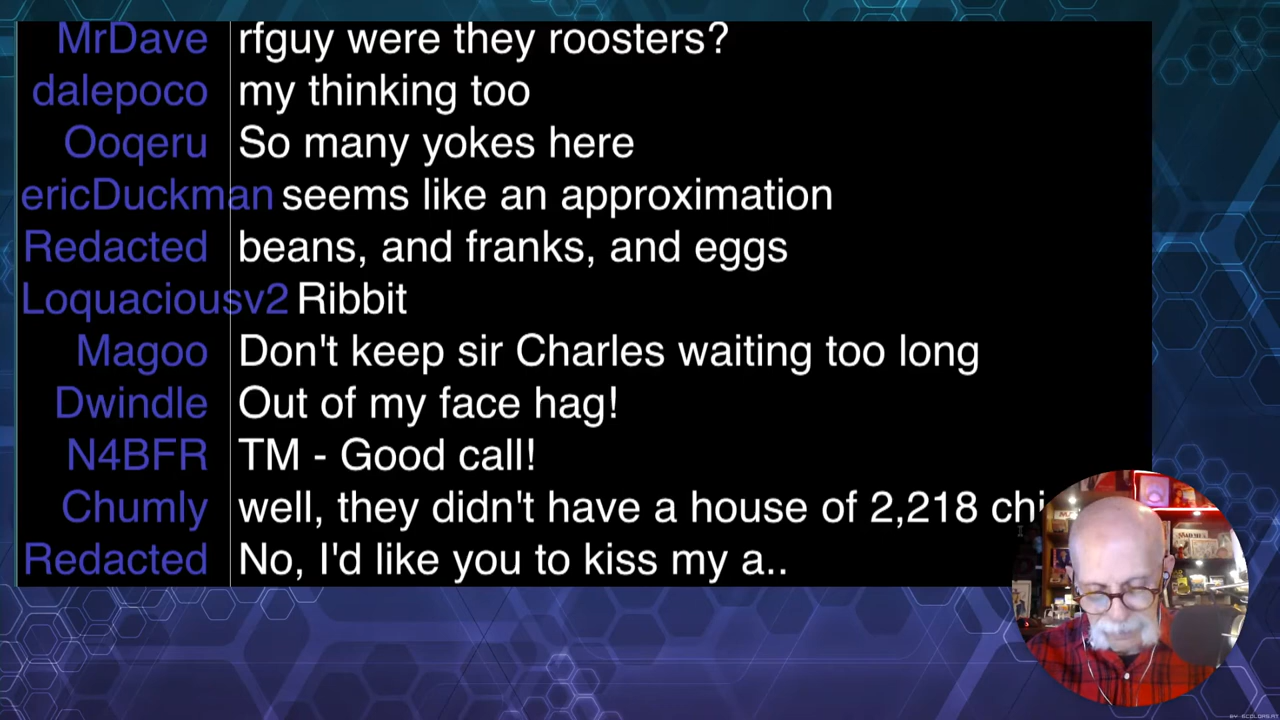 MrDave rfguy were they roosters?
dalepoco my thinking too
Ooqeru So many yokes here
ericDuckman seems like an approximation
Redacted beans, and franks, and eggs
Loquaciousv2 Ribbit
Magoo Don't keep sir Charles waiting too long
Dwindle Out of my face hag!
N4BFR TM - Good call!
Chumly well, they didn't have a house of 2,218 chi
Redacted No, I'd like you to kiss my a..